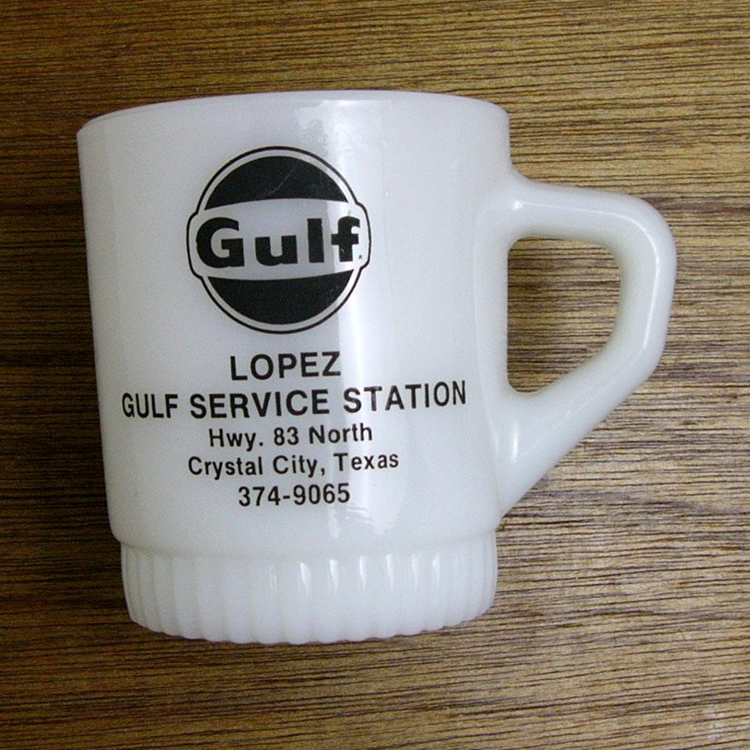 Gulf
LOPEZ
GULF SERVICE STATION
Hwy. 83 North
Crystal City, Texas
374-9065